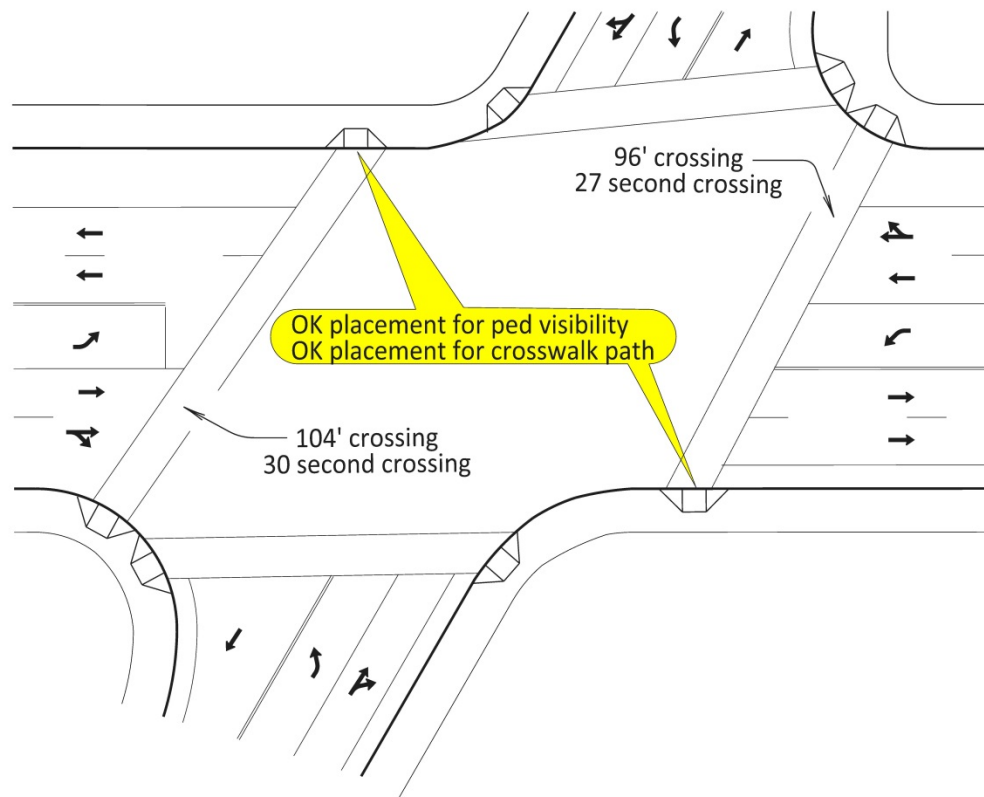 96' crossing
27 second crossing
OK placement for ped visibility
OK placement for crosswalk path
104' crossing
30 second crossing